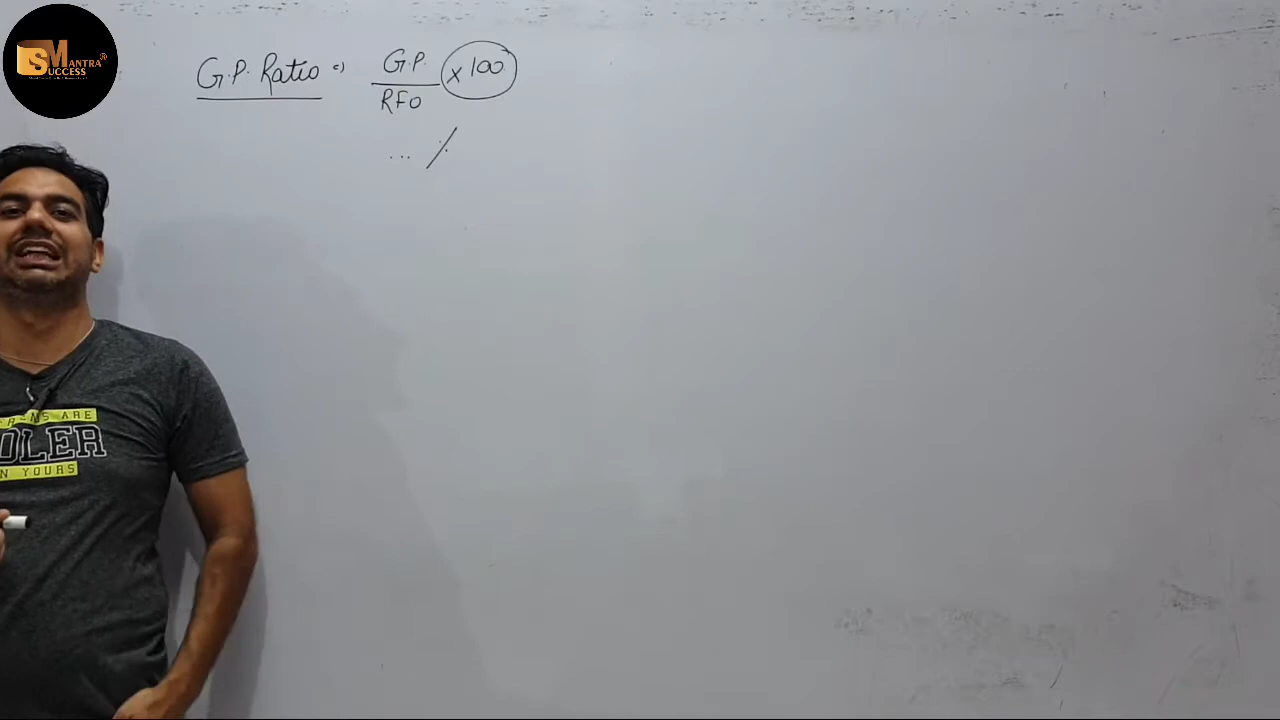 SUCCESS MANTRA®
G.P. Ratio => G.P. x 100
RFO
... %
ARE
OLER
N YOURS